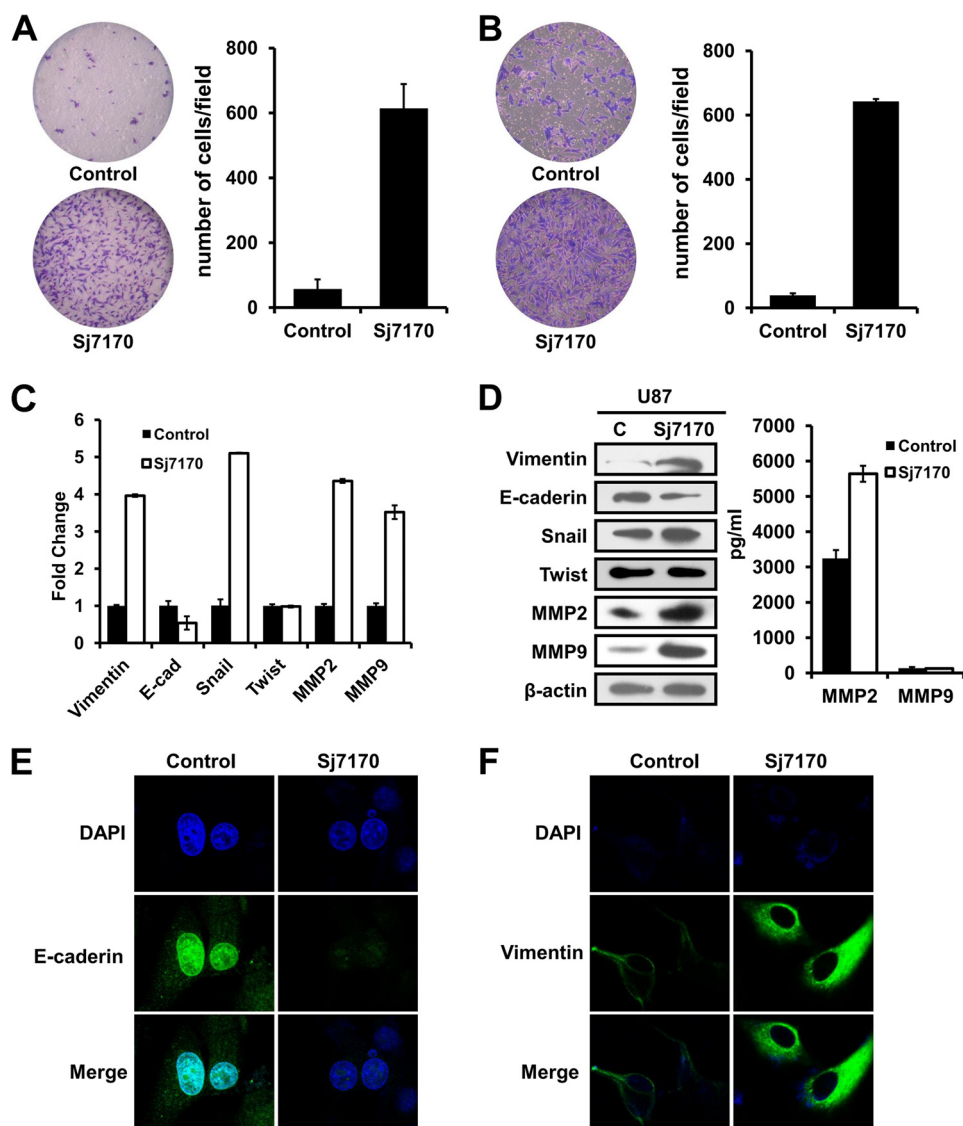 A
Control
Sj7170
number of cells/field
800
600
400
200
0
Control Sj7170
B
Control
Sj7170
number of cells/field
800
600
400
200
0
Control Sj7170
C
Fold Change
6
5
4
3
2
1
0
Control
Sj7170
Vimentin E-cad Snail Twist MMP2 MMP9
D
U87
C Sj7170
Vimentin
E-caderin
Snail
Twist
MMP2
MMP9
β-actin
pg/ml
7000
6000
5000
4000
3000
2000
1000
0
Control
Sj7170
MMP2 MMP9
E
Control Sj7170
DAPI
E-caderin
Merge
F
Control Sj7170
DAPI
Vimentin
Merge